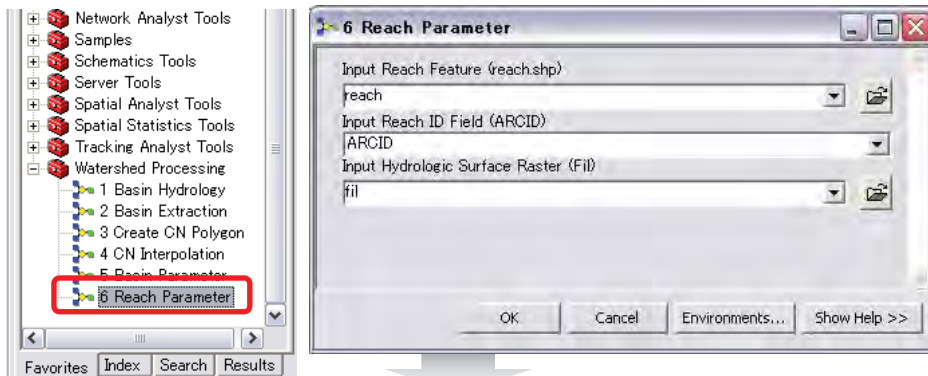 Network Analyst Tools
Samples
Schematics Tools
Server Tools
Spatial Analyst Tools
Spatial Statistics Tools
Tracking Analyst Tools
Watershed Processing
1 Basin Hydrology
2 Basin Extraction
3 Create CN Polygon
4 CN Interpolation
5 Basin Parameter
6 Reach Parameter
Favorites Index Search Results
6 Reach Parameter
Input Reach Feature (reach.shp)
reach
Input Reach ID Field (ARCID)
ARCID
Input Hydrologic Surface Raster (Fil)
fil
OK Cancel Environments... Show Help >>